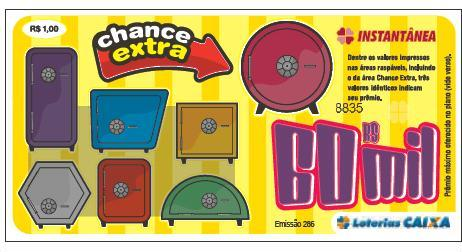 R$ 1,00
chance
extra
INSTANTÂNEA
Dentre os valores impressos
nas áreas raspáveis, incluindo
o da área Chance Extra, três
valores idênticos indicam
seu prêmio.
8835
R$
60 mil
Prêmio máximo oferecido no plano (vide verso).
Emissão 286
Loterias CAIXA